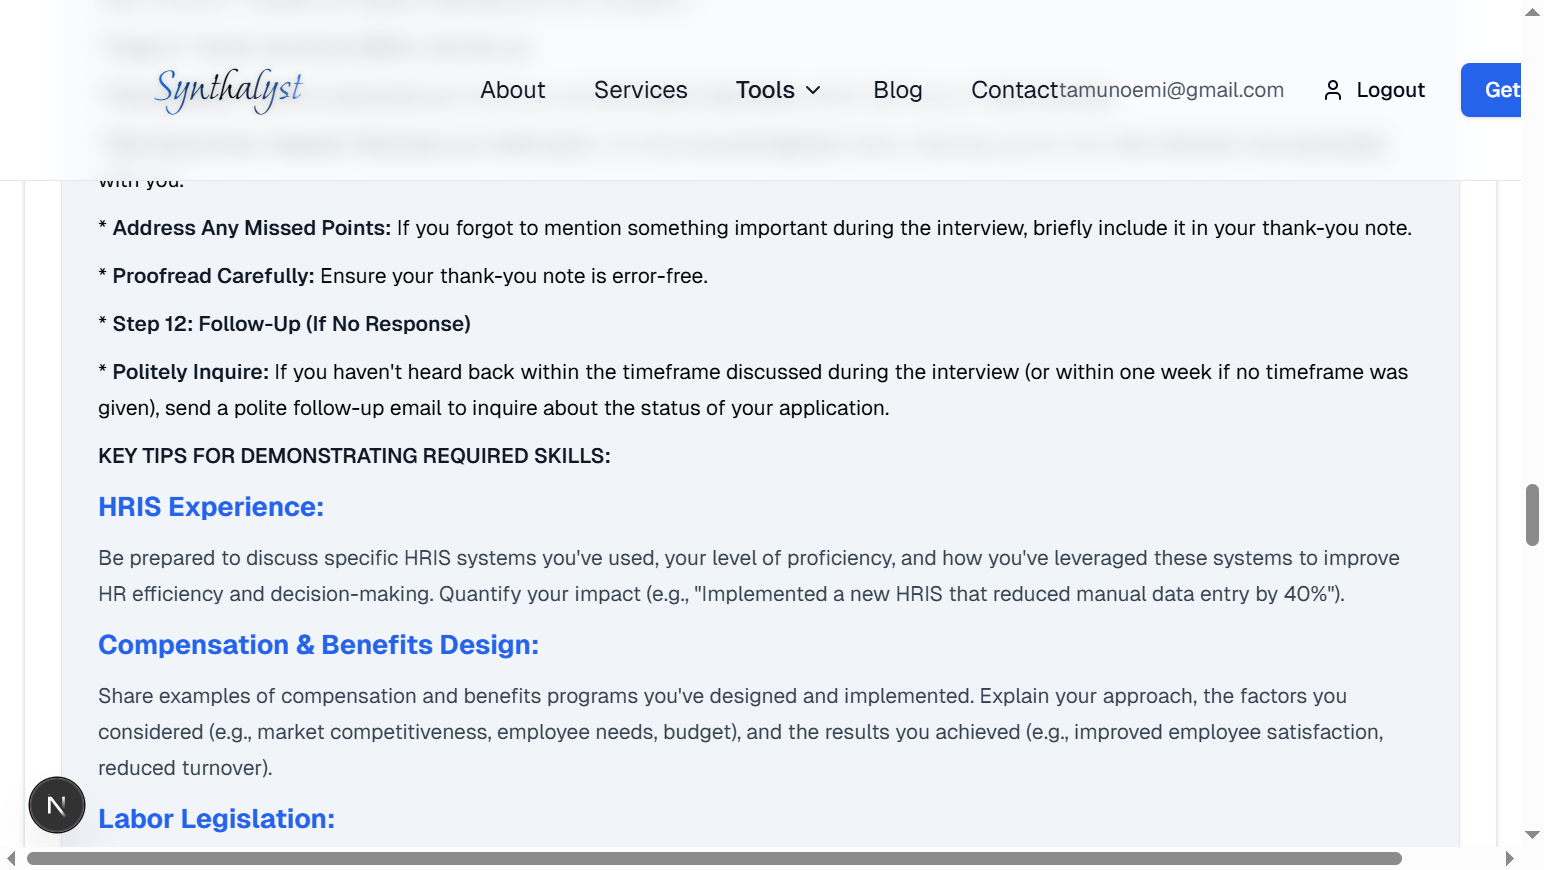 Synthalyst
About
Services
Tools
Blog
Contact
tamunoemi@gmail.com
Logout
Get
with you.
* Address Any Missed Points: If you forgot to mention something important during the interview, briefly include it in your thank-you note.
* Proofread Carefully: Ensure your thank-you note is error-free.
* Step 12: Follow-Up (If No Response)
* Politely Inquire: If you haven't heard back within the timeframe discussed during the interview (or within one week if no timeframe was
given), send a polite follow-up email to inquire about the status of your application.
KEY TIPS FOR DEMONSTRATING REQUIRED SKILLS:
HRIS Experience:
Be prepared to discuss specific HRIS systems you've used, your level of proficiency, and how you've leveraged these systems to improve
HR efficiency and decision-making. Quantify your impact (e.g., "Implemented a new HRIS that reduced manual data entry by 40%").
Compensation & Benefits Design:
Share examples of compensation and benefits programs you've designed and implemented. Explain your approach, the factors you
considered (e.g., market competitiveness, employee needs, budget), and the results you achieved (e.g., improved employee satisfaction,
reduced turnover).
N
Labor Legislation: